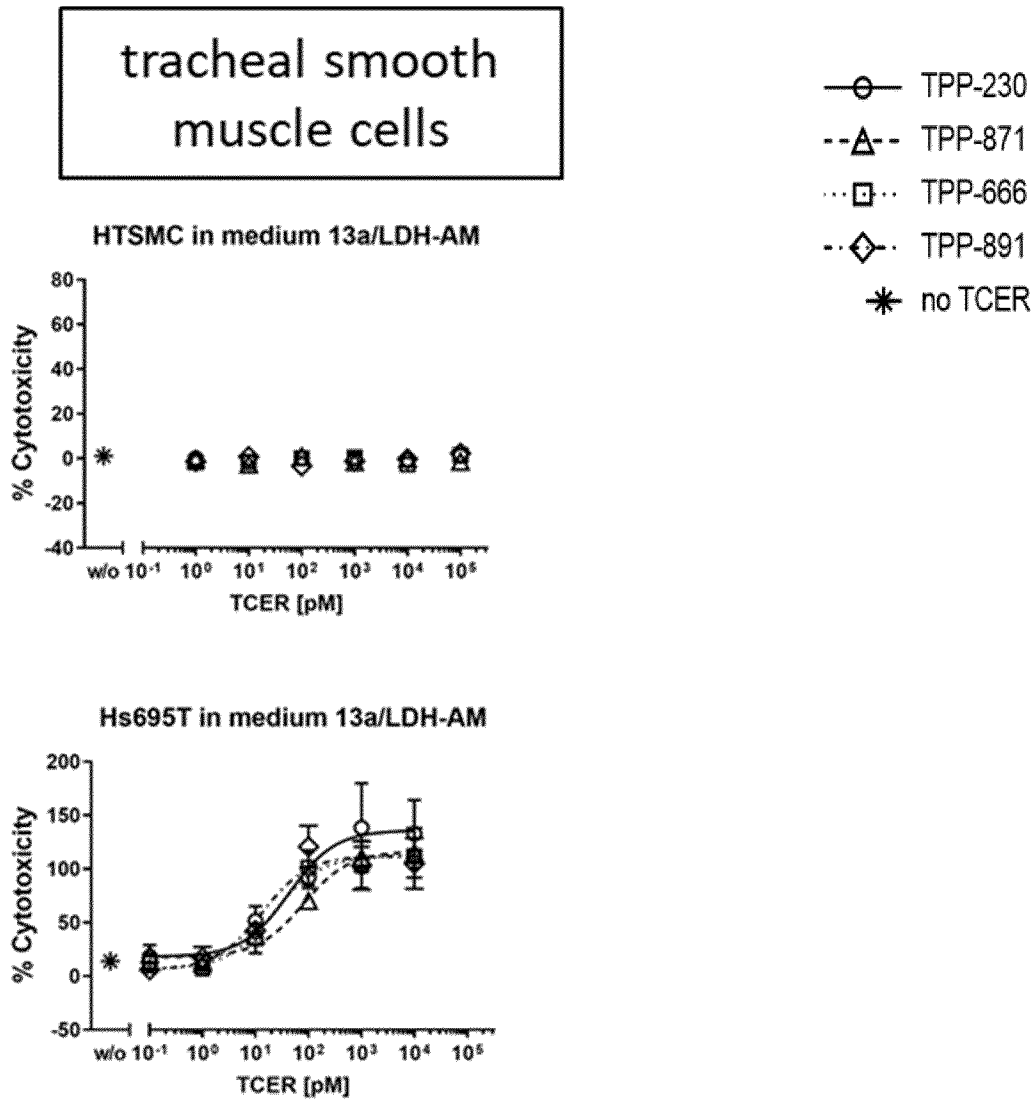 tracheal smooth
muscle cells
TPP-230
TPP-871
TPP-666
TPP-891
no TCER
HTSMC in medium 13a/LDH-AM
% Cytotoxicity
80
60
40
20
0
-20
-40
w/o 10⁻¹ 10⁰ 10¹ 10² 10³ 10⁴ 10⁵
TCER [pM]
Hs695T in medium 13a/LDH-AM
% Cytotoxicity
200
150
100
50
0
-50
w/o 10⁻¹ 10⁰ 10¹ 10² 10³ 10⁴ 10⁵
TCER [pM]